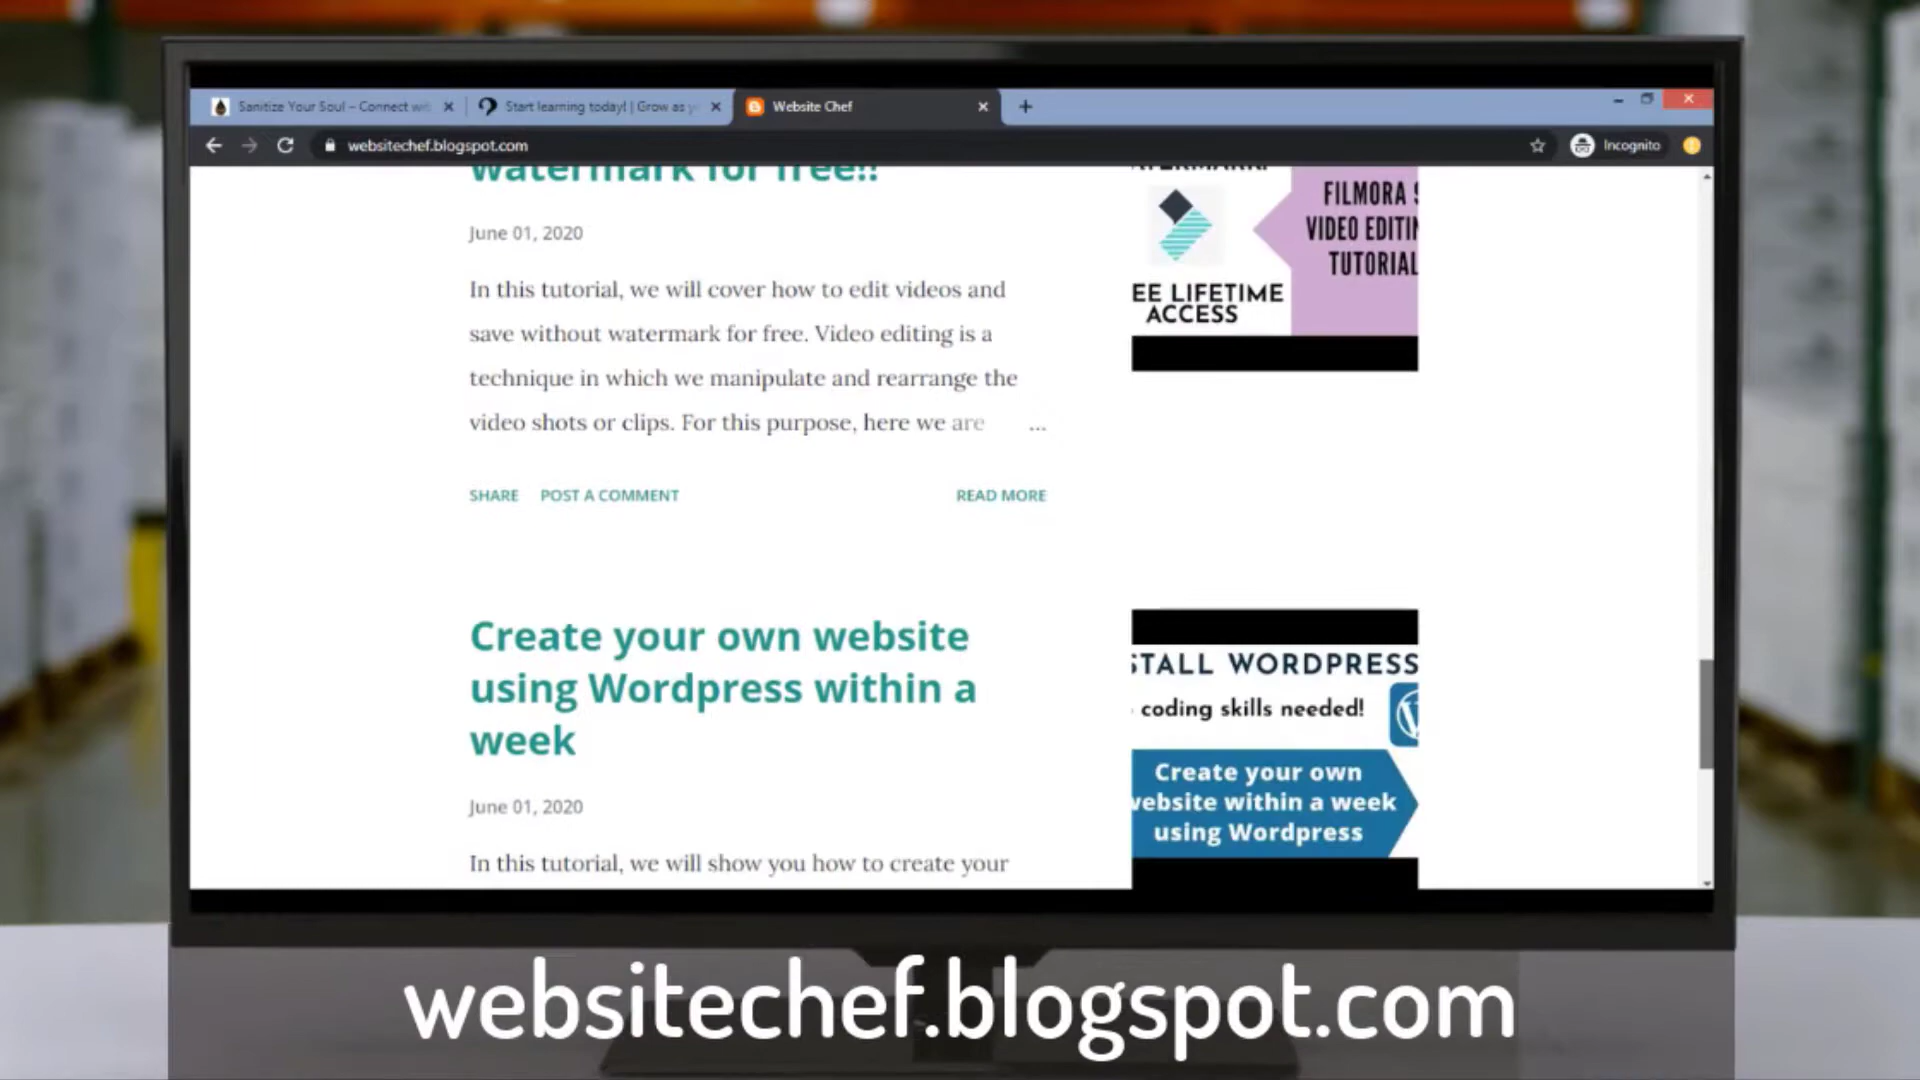 Sanitize Your Soul – Connect wit
Start learning today! | Grow as y
Website Chef
websitechef.blogspot.com
Incognito
watermark for free!!
June 01, 2020
In this tutorial, we will cover how to edit videos and
save without watermark for free. Video editing is a
technique in which we manipulate and rearrange the
video shots or clips. For this purpose, here we are ...
SHARE POST A COMMENT READ MORE
FILMORA
VIDEO EDITIN
TUTORIAL
EE LIFETIME
ACCESS
Create your own website
using Wordpress within a
week
June 01, 2020
In this tutorial, we will show you how to create your
STALL WORDPRESS
coding skills needed!
Create your own
website within a week
using Wordpress
websitechef.blogspot.com